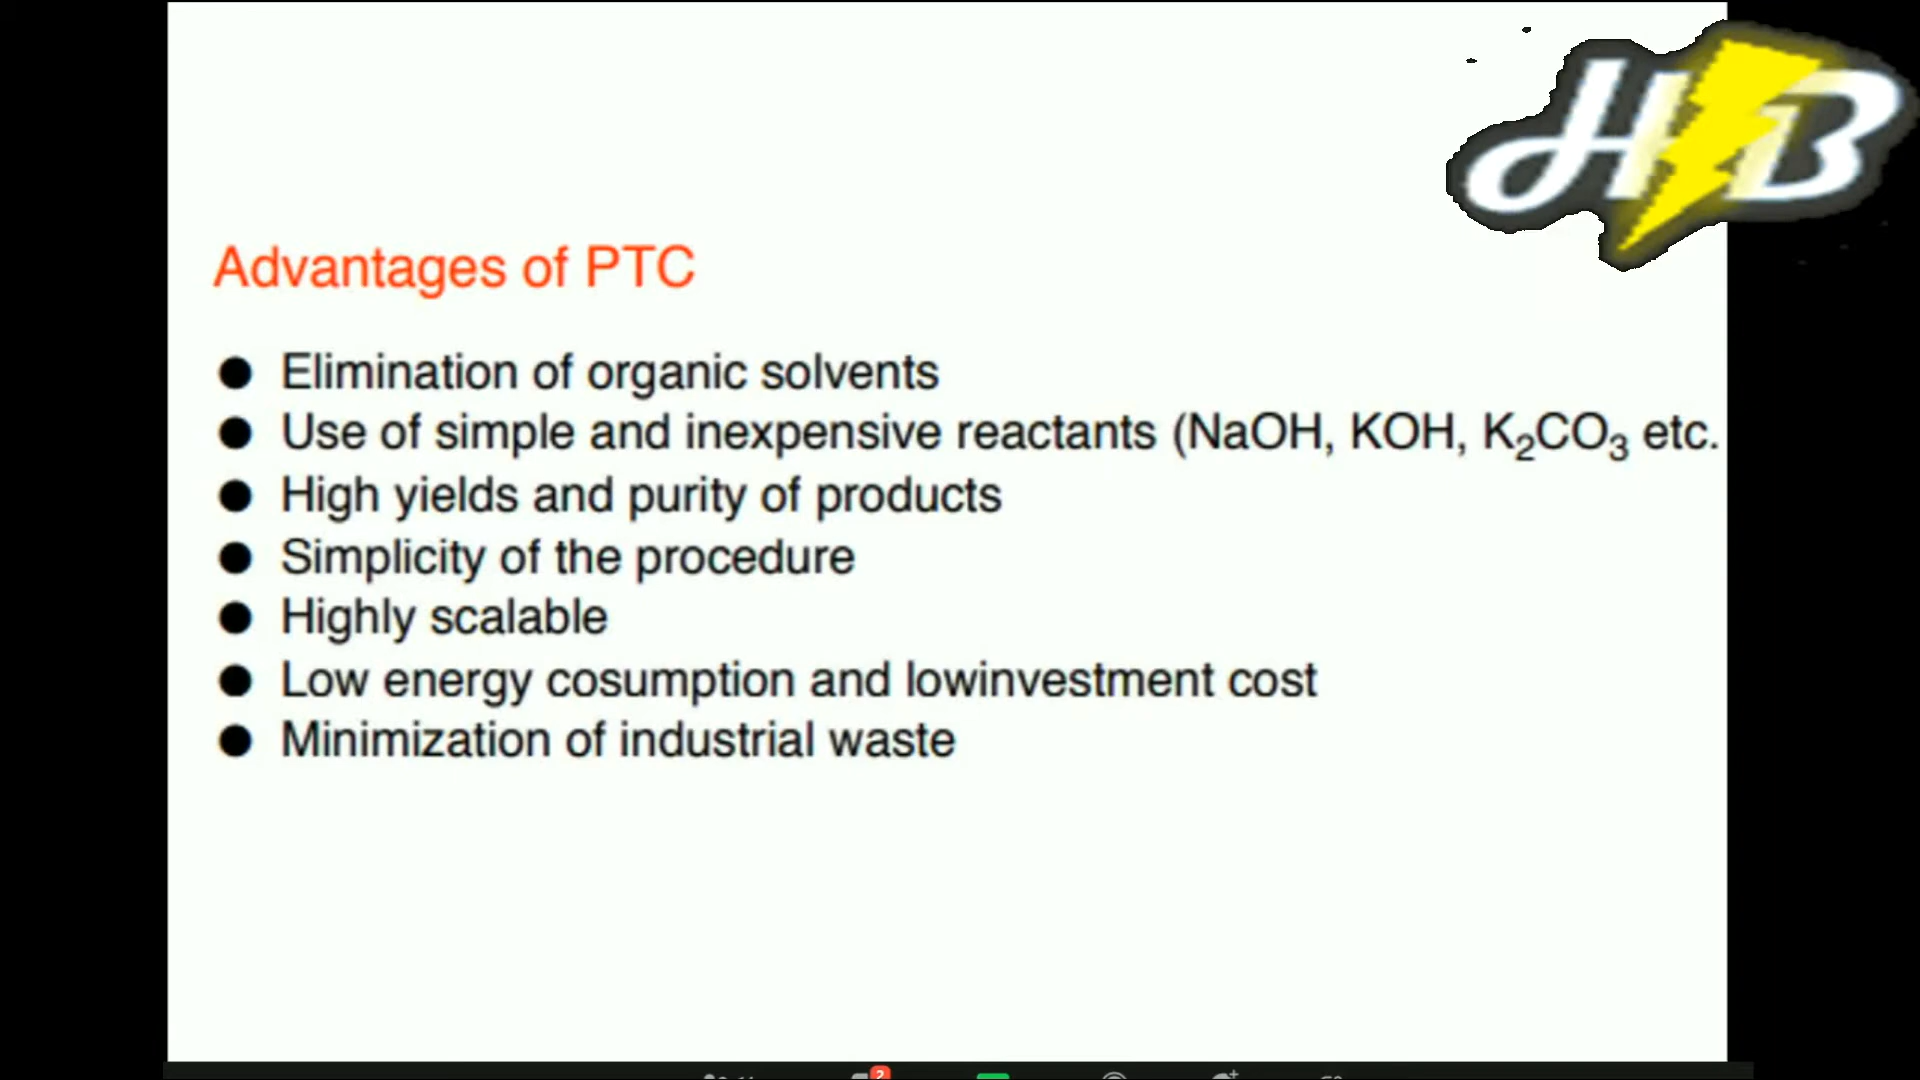 HB
Advantages of PTC
● Elimination of organic solvents
● Use of simple and inexpensive reactants (NaOH, KOH, K₂CO₃ etc.
● High yields and purity of products
● Simplicity of the procedure
● Highly scalable
● Low energy cosumption and lowinvestment cost
● Minimization of industrial waste
2